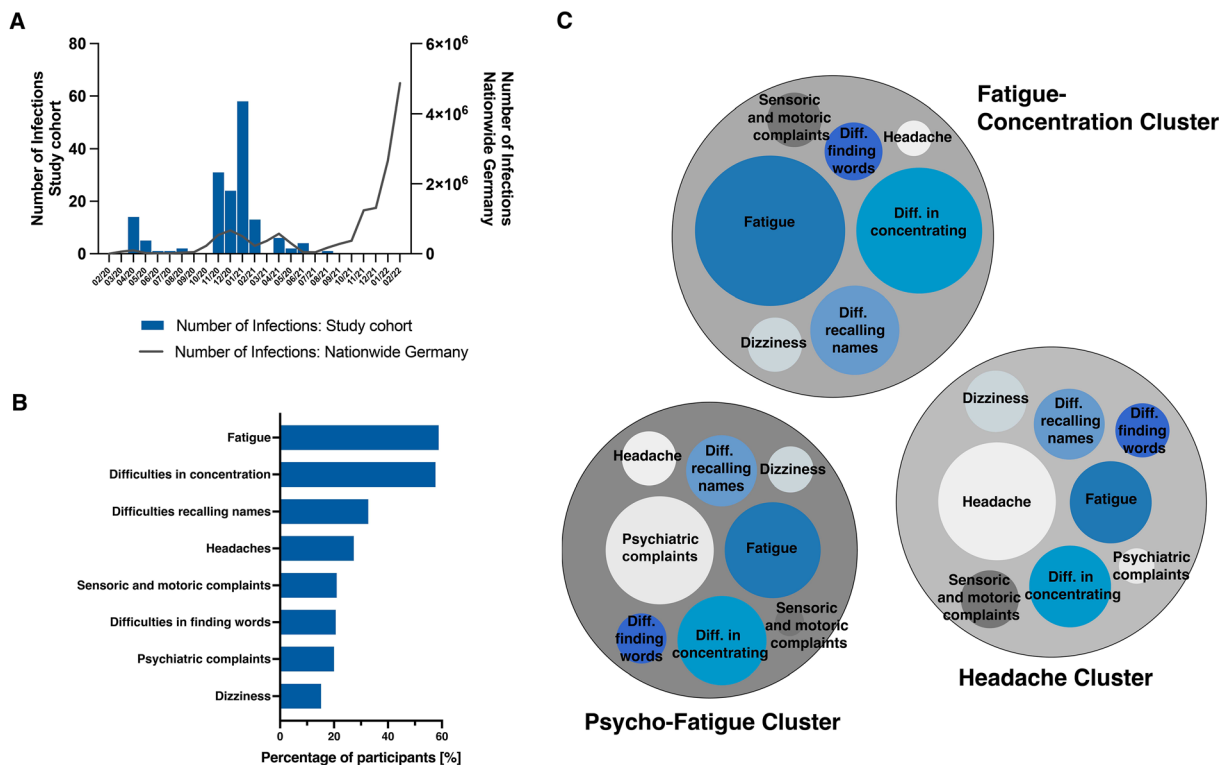 A
Number of Infections
Study cohort
80
60
40
20
0
6×10⁶
4×10⁶
2×10⁶
0
Number of Infections
Nationwide Germany
02/20
03/20
04/20
05/20
06/20
07/20
08/20
09/20
10/20
11/20
12/20
01/21
02/21
03/21
04/21
05/20
06/21
07/21
08/21
09/21
10/21
11/21
12/21
01/22
02/22
Number of Infections: Study cohort
Number of Infections: Nationwide Germany
B
Fatigue
Difficulties in concentration
Difficulties recalling names
Headaches
Sensoric and motoric complaints
Difficulties in finding words
Psychiatric complaints
Dizziness
0
20
40
60
Percentage of participants [%]
C
Fatigue-
Concentration Cluster
Sensoric
and motoric
complaints
Diff.
finding
words
Headache
Fatigue
Diff. in
concentrating
Dizziness
Diff.
recalling
names
Headache
Diff.
recalling
names
Dizziness
Psychiatric
complaints
Fatigue
Diff.
finding
words
Diff. in
concentrating
Sensoric
and motoric
complaints
Psycho-Fatigue Cluster
Dizziness
Diff.
recalling
names
Diff.
finding
words
Headache
Fatigue
Sensoric
and motoric
complaints
Diff. in
concentrating
Psychiatric
complaints
Headache Cluster